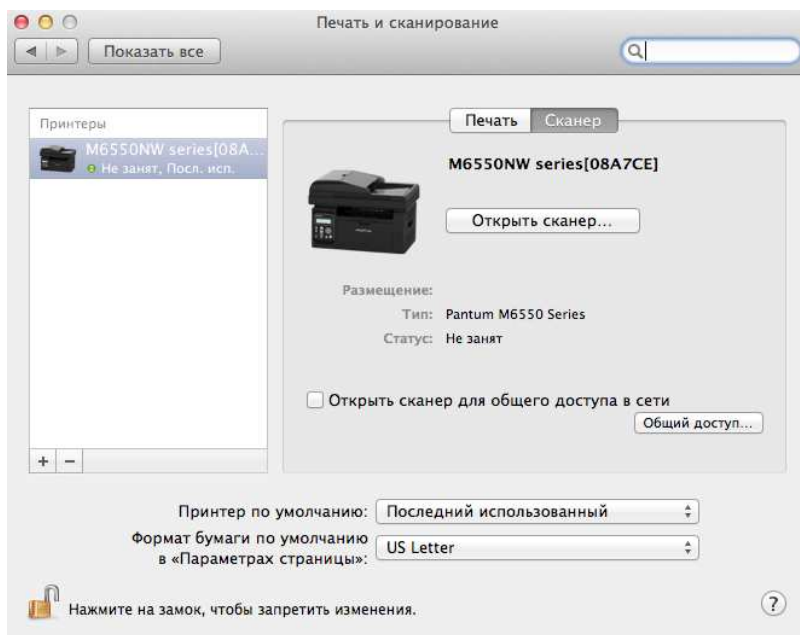 Печать и сканирование
Показать все
Принтеры
M6550NW series[08A...
Не занят, Посл. исп.
Печать
Сканер
M6550NW series[08A7CE]
Открыть сканер...
Размещение:
Тип: Pantum M6550 Series
Статус: Не занят
Открыть сканер для общего доступа в сети
Общий доступ...
+ −
Принтер по умолчанию: Последний использованный
Формат бумаги по умолчанию
в «Параметрах страницы»: US Letter
Нажмите на замок, чтобы запретить изменения.
?